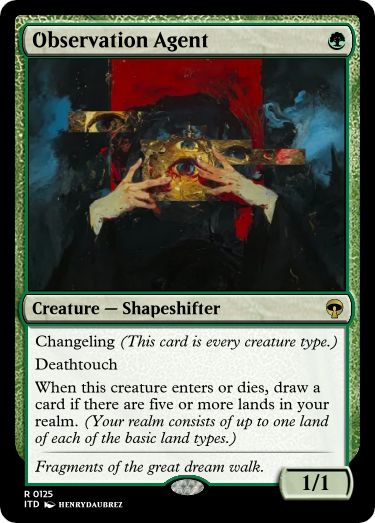 Observation Agent
Creature — Shapeshifter
Changeling (This card is every creature type.)
Deathtouch
When this creature enters or dies, draw a
card if there are five or more lands in your
realm. (Your realm consists of up to one land
of each of the basic land types.)
Fragments of the great dream walk.
1/1
R 0125
ITD HENRYDAUBREZ